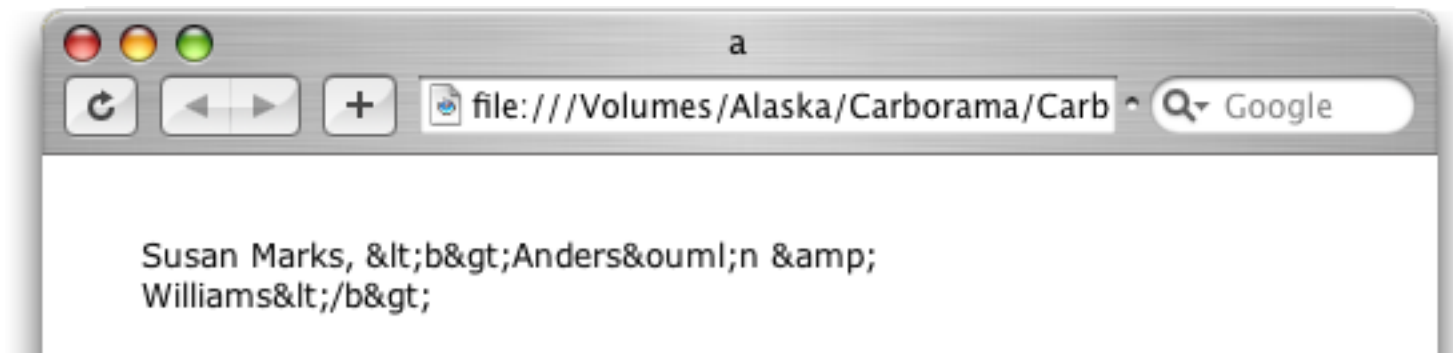 a
file:///Volumes/Alaska/Carborama/Carb
Google
Susan Marks, &lt;b&gt;Anders&ouml;n &amp;
Williams&lt;/b&gt;